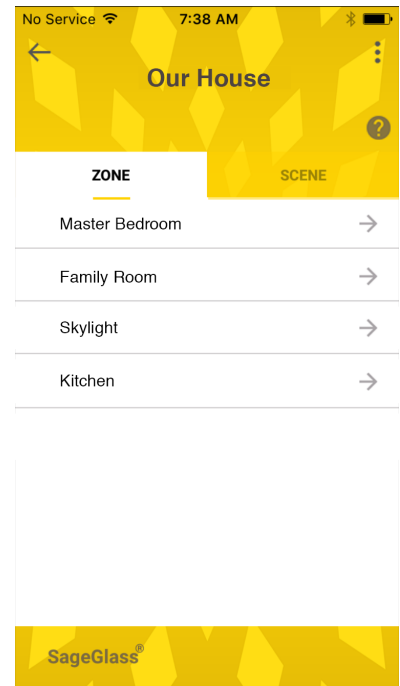 No Service 7:38 AM
Our House
?
ZONE SCENE
Master Bedroom
Family Room
Skylight
Kitchen
SageGlass®